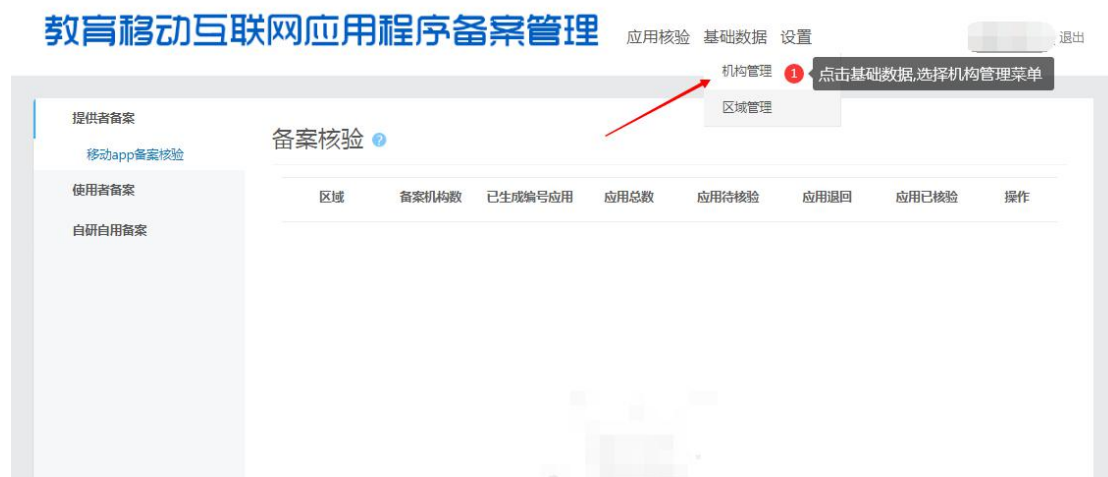 教育移动互联网应用程序备案管理 应用核验 基础数据 设置 退出
机构管理 1 点击基础数据,选择机构管理菜单
区域管理
提供者备案
移动app备案核验
使用者备案
自研自用备案
备案核验 ?
区域 备案机构数 已生成编号应用 应用总数 应用待核验 应用退回 应用已核验 操作